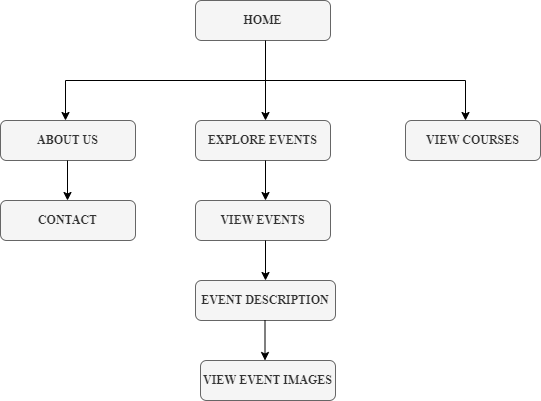 HOME
ABOUT US
EXPLORE EVENTS
VIEW COURSES
CONTACT
VIEW EVENTS
EVENT DESCRIPTION
VIEW EVENT IMAGES